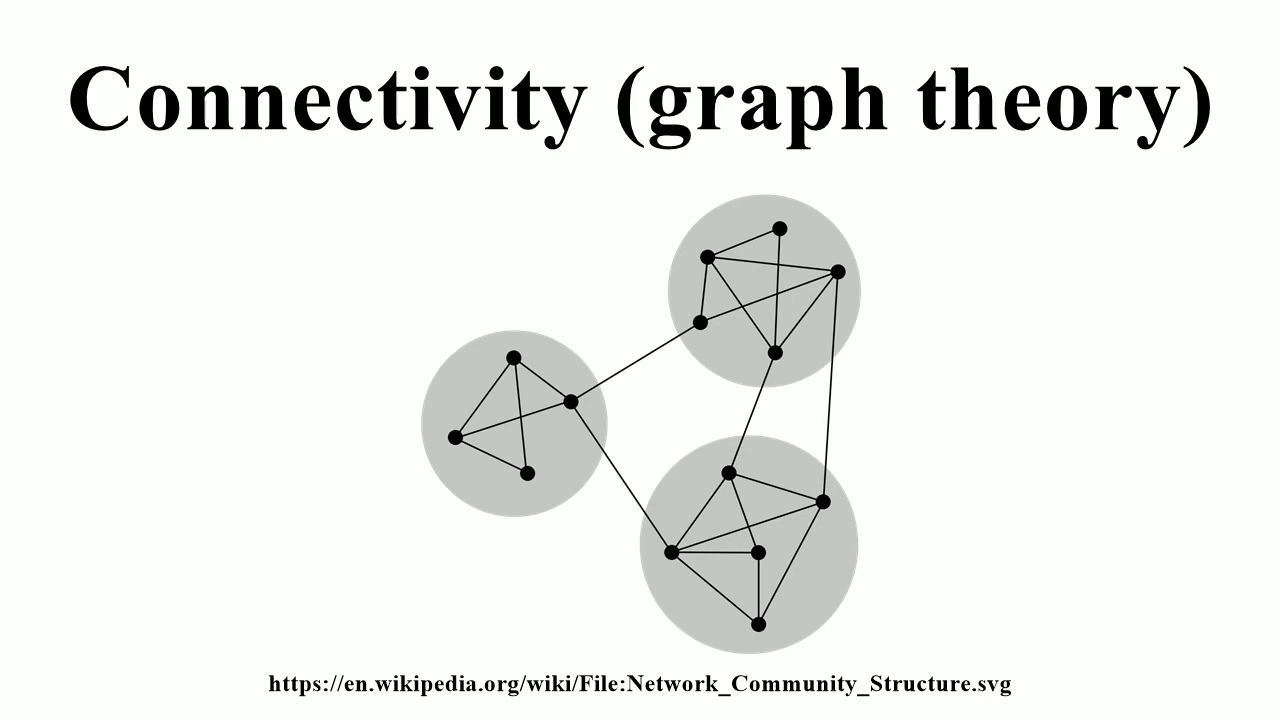 Connectivity (graph theory)
https://en.wikipedia.org/wiki/File:Network_Community_Structure.svg